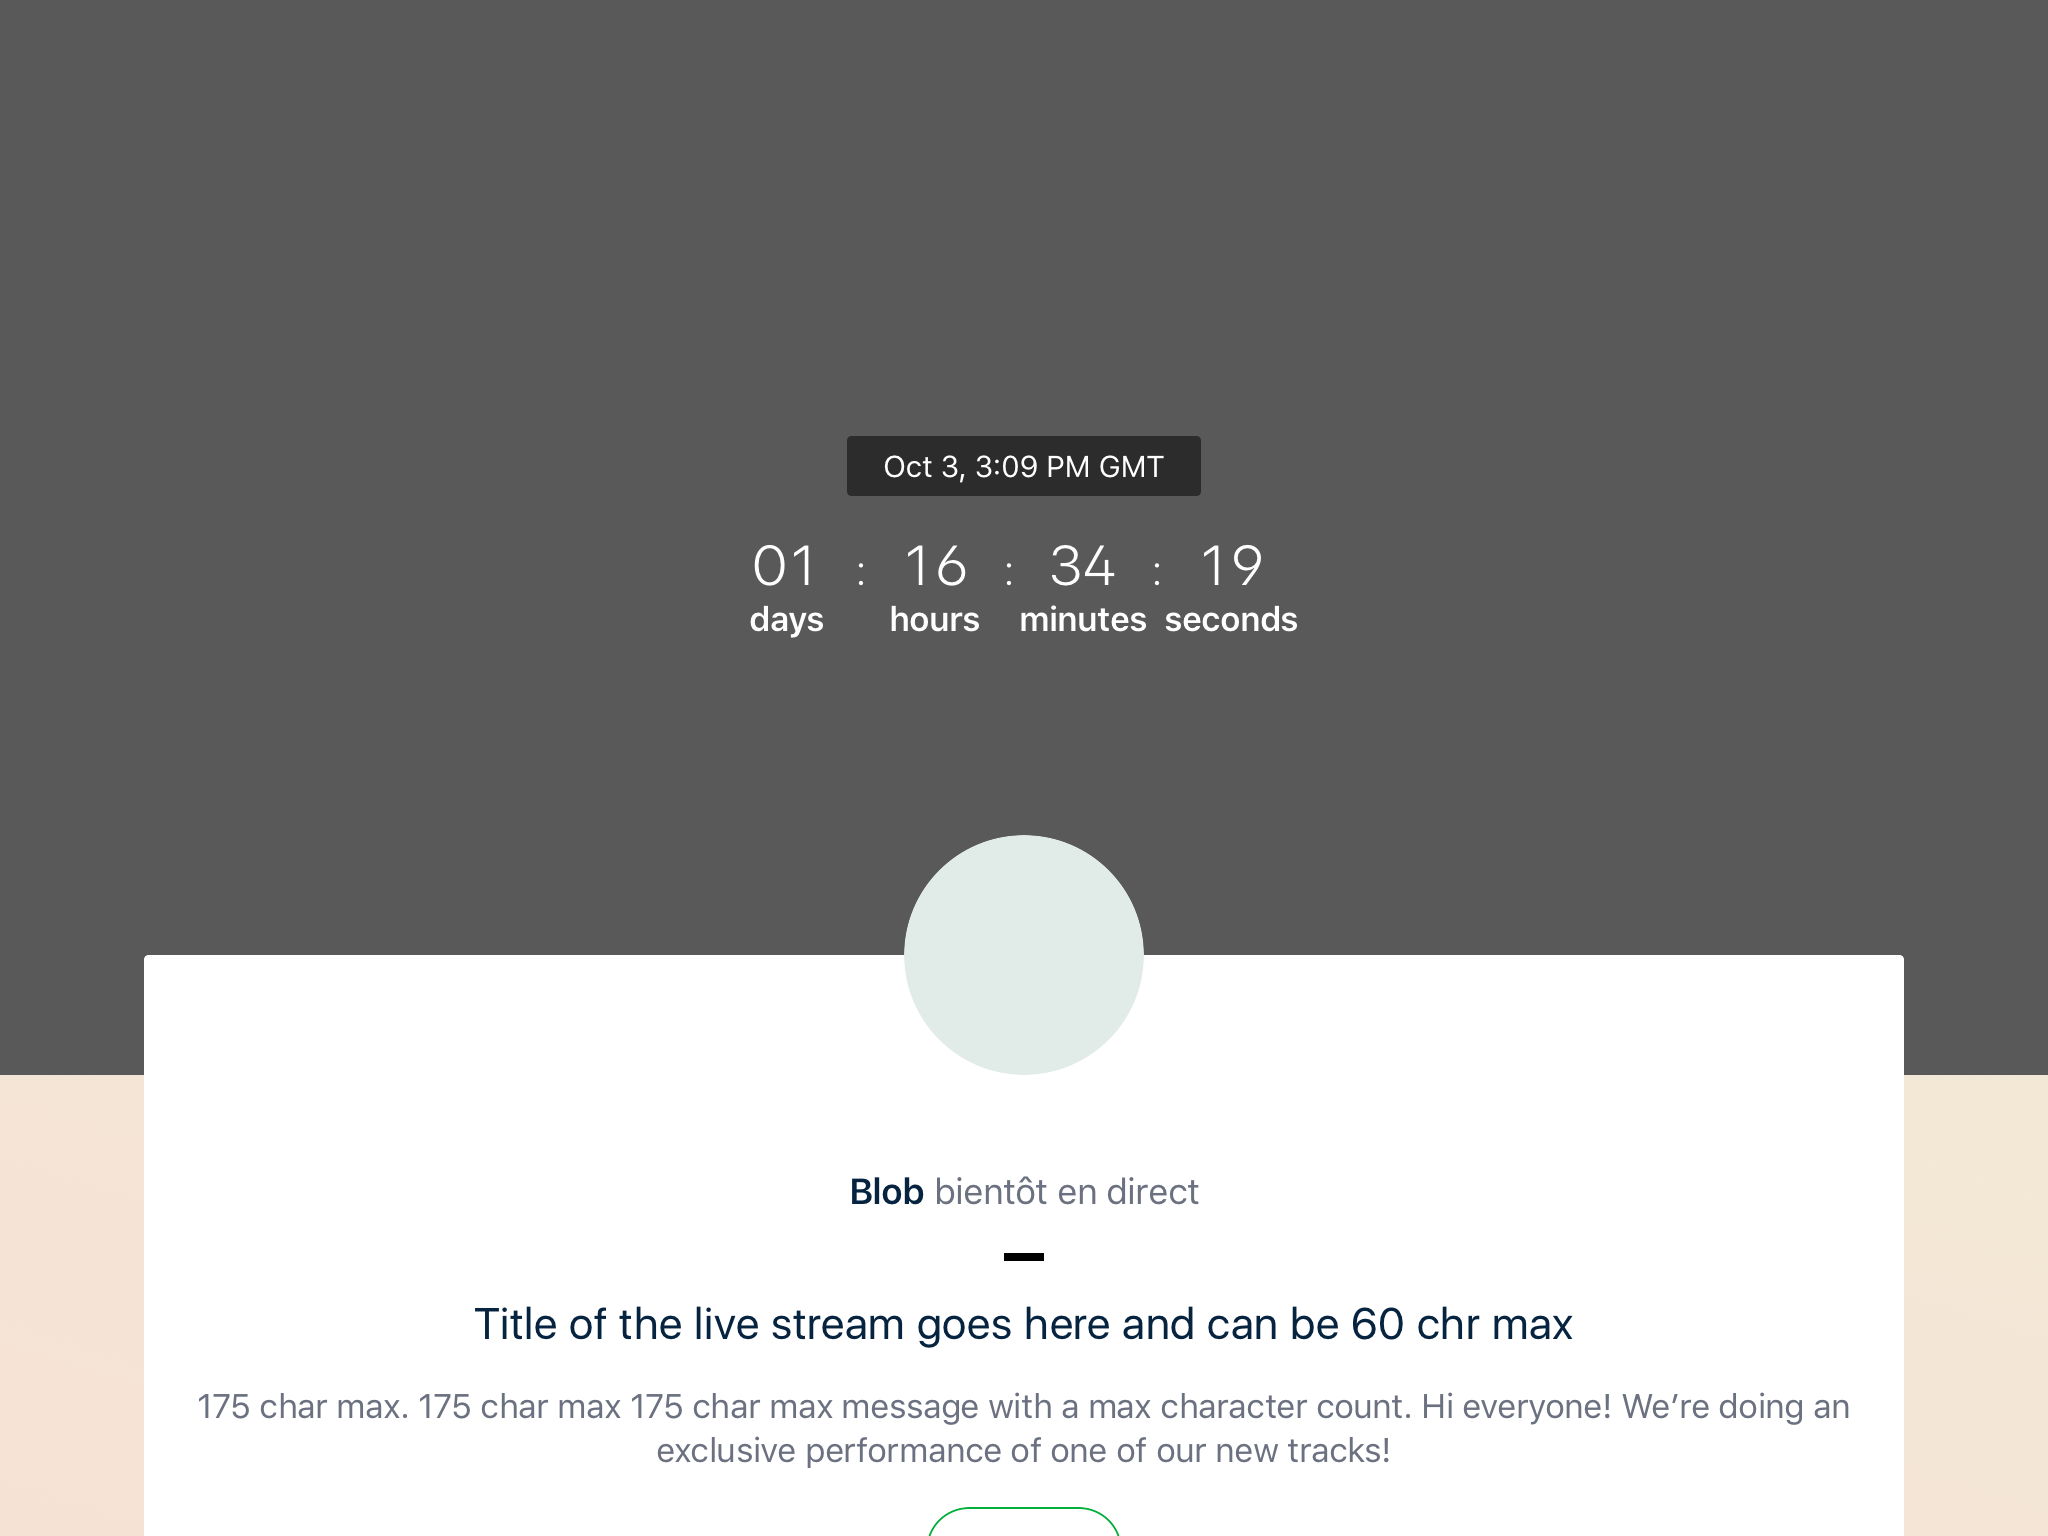 Oct 3, 3:09 PM GMT
01 : 16 : 34 : 19
days hours minutes seconds
Blob bientôt en direct
Title of the live stream goes here and can be 60 chr max
175 char max. 175 char max 175 char max message with a max character count. Hi everyone! We’re doing an
exclusive performance of one of our new tracks!